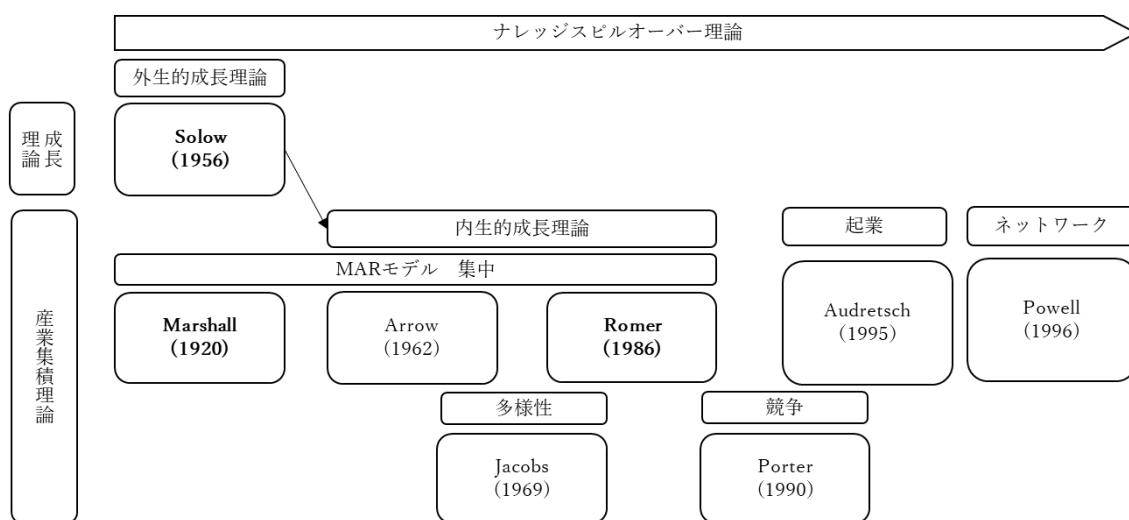 ナレッジスピルオーバー理論
外生的成長理論
成長
理論
Solow
(1956)
内生的成長理論
起業
ネットワーク
MARモデル　集中
産業集積理論
Marshall
(1920)
Arrow
(1962)
Romer
(1986)
Audretsch
(1995)
Powell
(1996)
多様性
競争
Jacobs
(1969)
Porter
(1990)